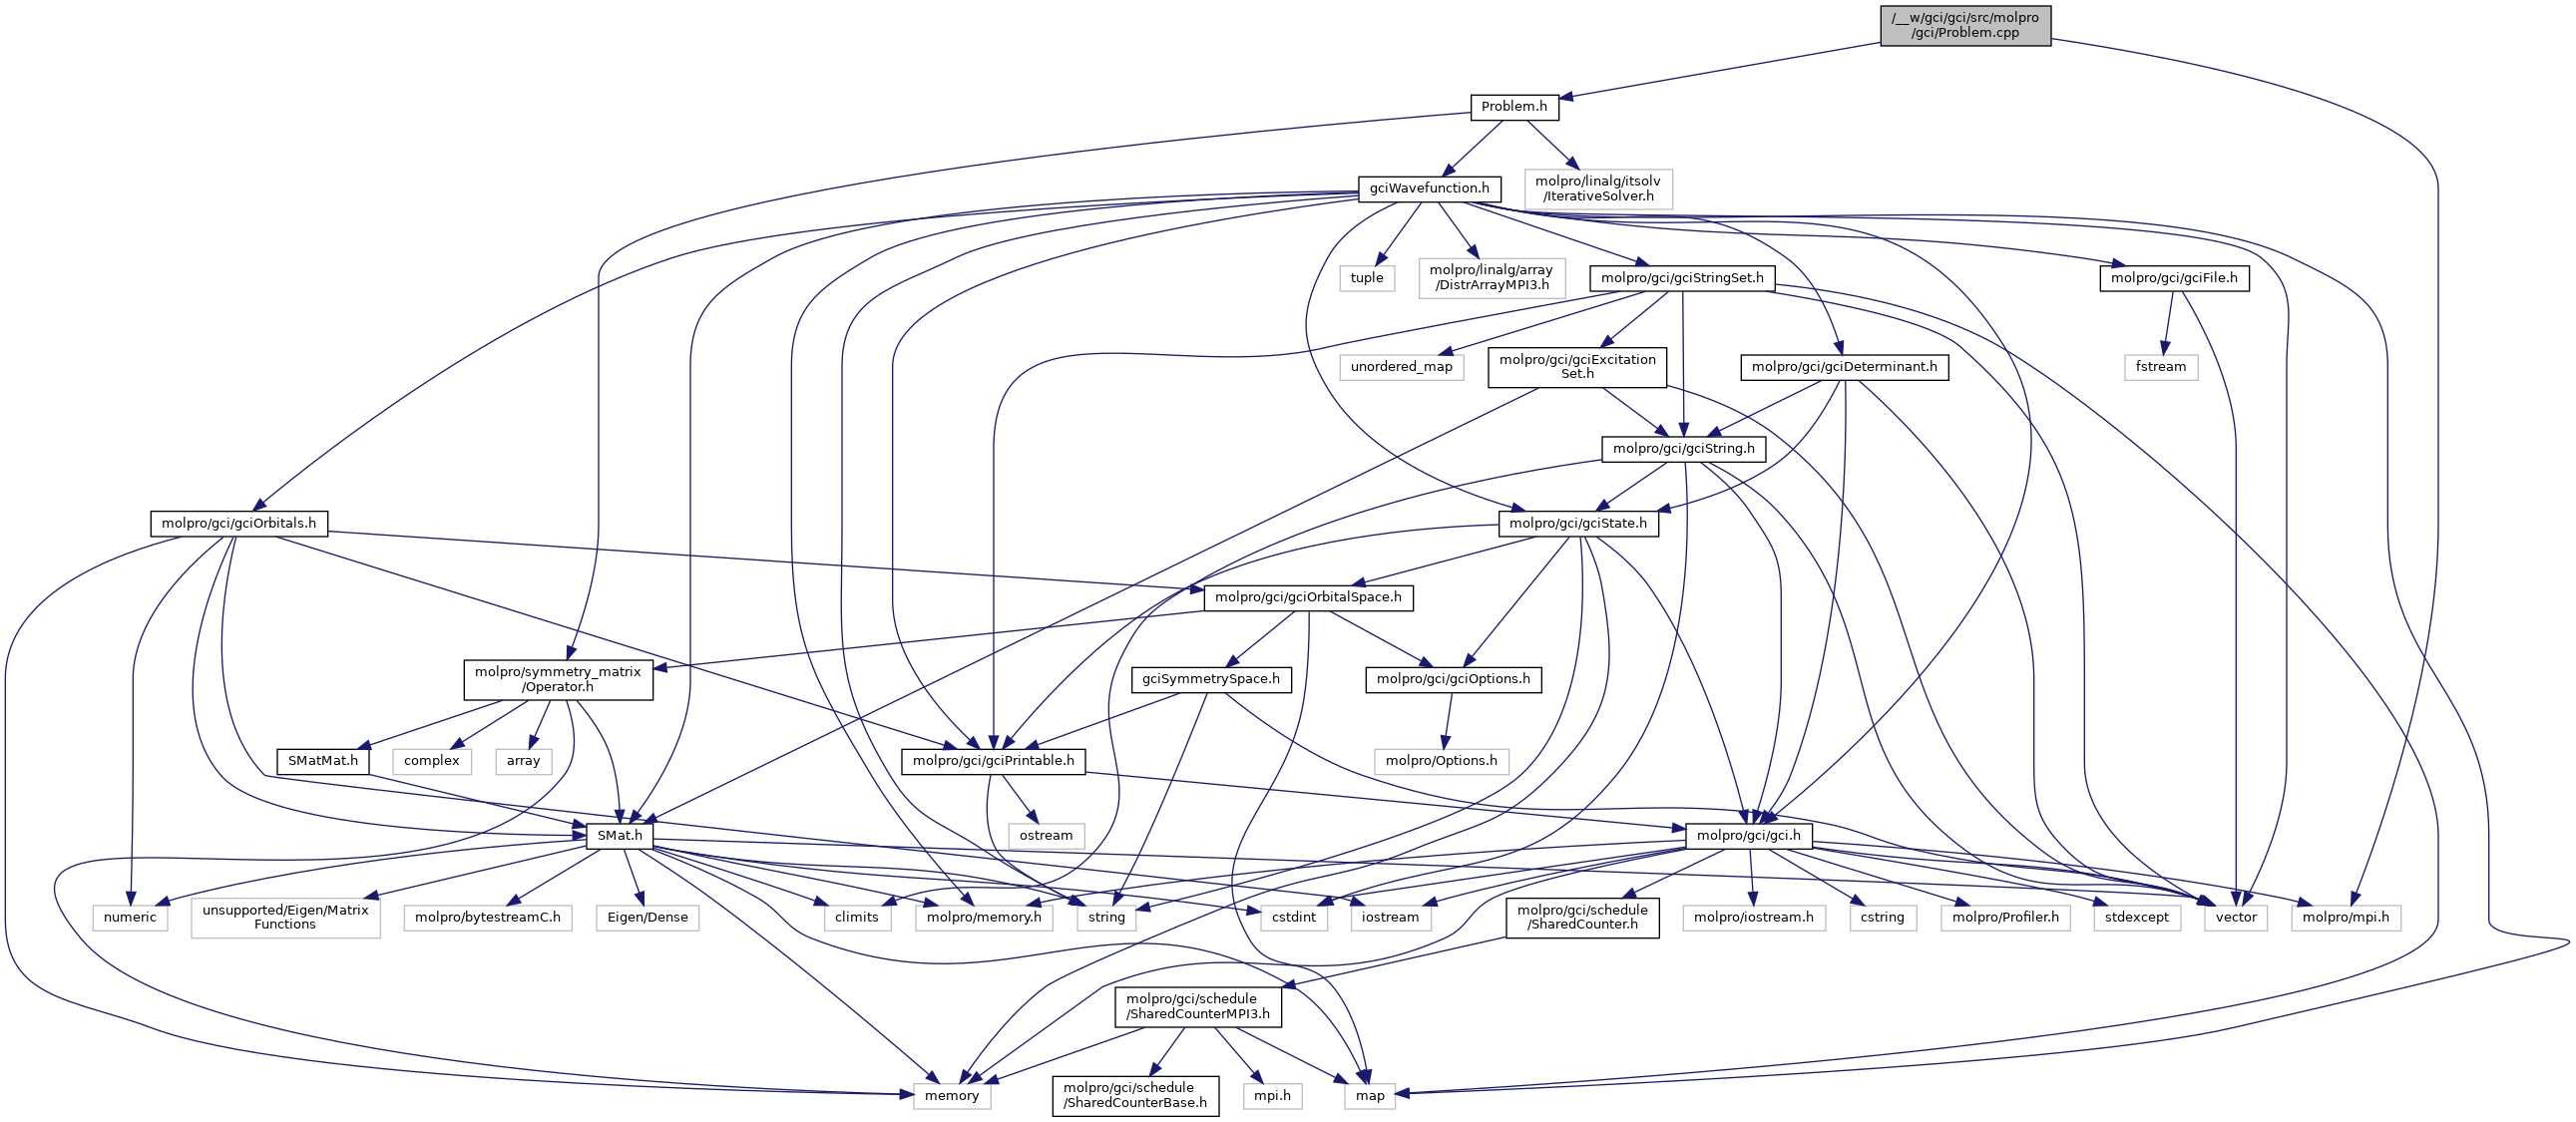 /__w/gci/gci/src/molpro
/gci/Problem.cpp
Problem.h
gciWavefunction.h
molpro/linalg/itsolv
/IterativeSolver.h
tuple
molpro/linalg/array
/DistrArrayMPI3.h
molpro/gci/gciStringSet.h
molpro/gci/gciFile.h
unordered_map
molpro/gci/gciExcitation
Set.h
molpro/gci/gciDeterminant.h
fstream
molpro/gci/gciString.h
molpro/gci/gciOrbitals.h
molpro/gci/gciState.h
molpro/gci/gciOrbitalSpace.h
molpro/symmetry_matrix
/Operator.h
gciSymmetrySpace.h
molpro/gci/gciOptions.h
SMatMat.h
complex
array
molpro/gci/gciPrintable.h
molpro/Options.h
SMat.h
ostream
molpro/gci/gci.h
numeric
unsupported/Eigen/Matrix
Functions
molpro/bytestreamC.h
Eigen/Dense
climits
molpro/memory.h
string
cstdint
iostream
molpro/gci/schedule
/SharedCounter.h
molpro/iostream.h
cstring
molpro/Profiler.h
stdexcept
vector
molpro/mpi.h
molpro/gci/schedule
/SharedCounterMPI3.h
memory
molpro/gci/schedule
/SharedCounterBase.h
mpi.h
map